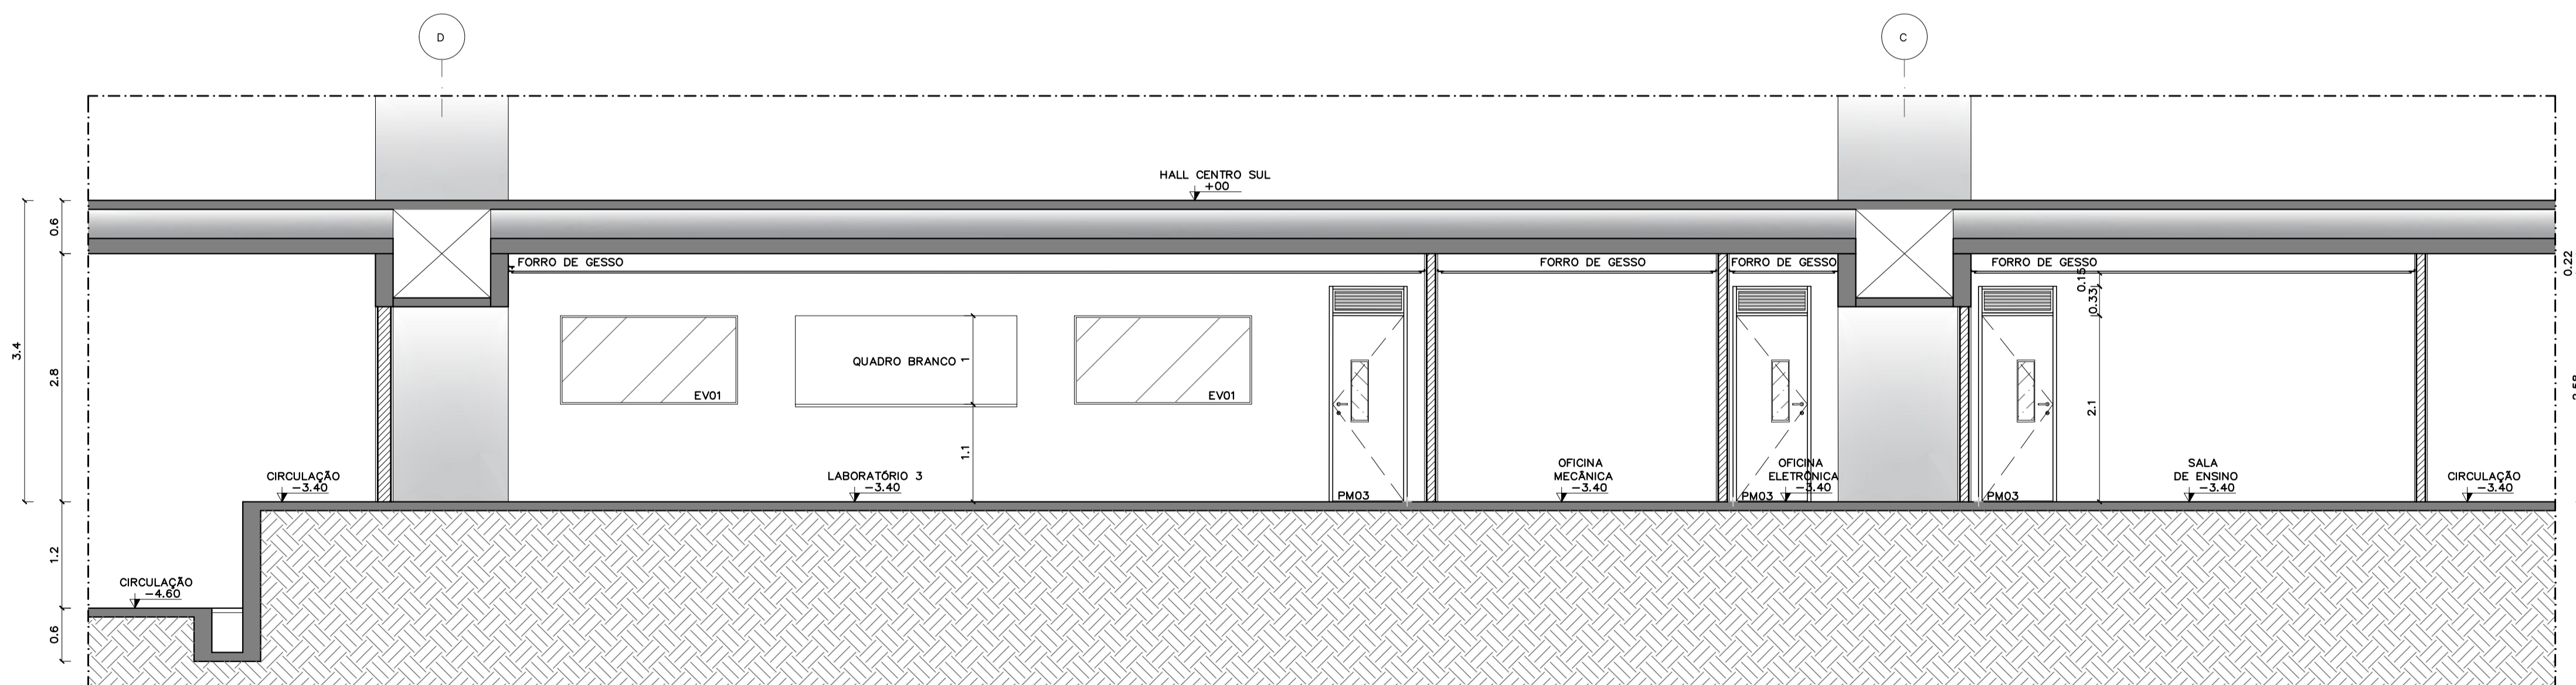 D
C
HALL CENTRO SUL
+00
0.6
3.4
2.8
1.2
0.6
FORRO DE GESSO
FORRO DE GESSO
FORRO DE GESSO
FORRO DE GESSO
0.22
0.15
0.33
2.1
QUADRO BRANCO
1
1.1
EV01
EV01
CIRCULAÇÃO
-3.40
LABORATÓRIO 3
-3.40
PM03
OFICINA
MECÂNICA
-3.40
OFICINA
ELETRÔNICA
-3.40
PM03
PM03
SALA
DE ENSINO
-3.40
CIRCULAÇÃO
-3.40
CIRCULAÇÃO
-4.60